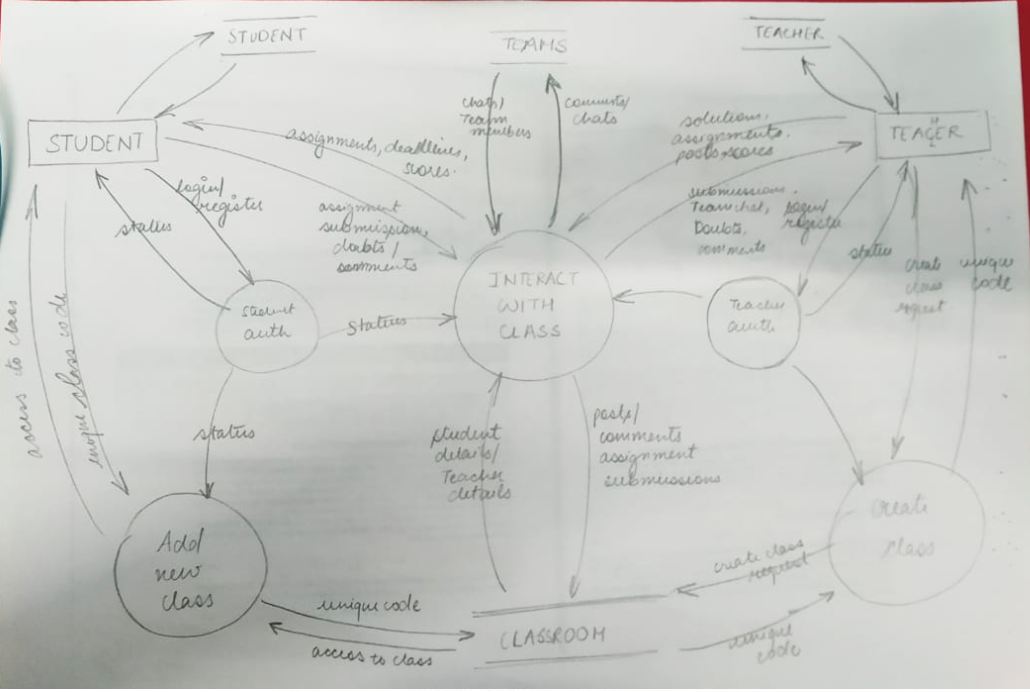 STUDENT
TEAMS
TEACHER
STUDENT
TEAÇER
chats/
Team
members
comments/
chats
solutions,
assignments.
posts, scores
assignments, deadlines,
scores.
login/
register
status
assignment
submission,
doubts/
comments
submissions.
Team chat,
Doubts,
comments
login/
register
status
create
class
request
unique
code
INTERACT
WITH
CLASS
Student
auth
Teacher
auth
status
access to class
unique class code
status
student
details/
Teacher
details
posts/
comments
assignment
submissions
Add
new
class
Create
class
create class
request
unique code
access to class
CLASSROOM
unique
code